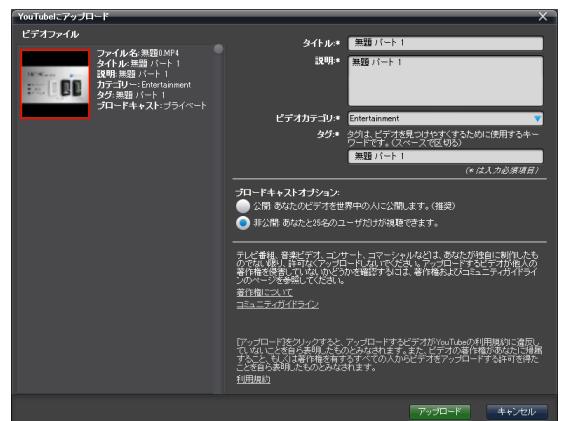 YouTubeにアップロード
ビデオファイル
ファイル名: 無題0.MP4
タイトル: 無題 パート 1
説明: 無題 パート 1
カテゴリー: Entertainment
タグ: 無題 パート 1
ブロードキャスト: プライベート
タイトル:* 無題 パート 1
説明:* 無題 パート 1
ビデオカテゴリ:* Entertainment
タグ:* タグは、ビデオを見つけやすくするために使用するキー
ワードです。(スペースで区切る)
無題 パート 1
(* は入力必須項目)
ブロードキャストオプション:
公開: あなたのビデオを世界中の人に公開します。(推奨)
非公開: あなたと25名のユーザだけが視聴できます。
テレビ番組、音楽ビデオ、コンサート、コマーシャルなどは、あなたが独自に制作したも
のでない限り、許可なくアップロードしないでください。アップロードするビデオが他人の
著作権を侵害していないかどうかを確認するには、著作権およびコミュニティガイドライ
ンのページを参照してください。
著作権について
コミュニティガイドライン
[アップロード]をクリックすると、アップロードするビデオがYouTubeの利用規約に違反し
ていないことを自ら表明したものとみなされます。また、ビデオの著作権があなたに帰属
すること、もしくは著作権を有するすべての人からビデオをアップロードする許可を得た
ことを自ら表明したものとみなされます。
利用規約
アップロード キャンセル